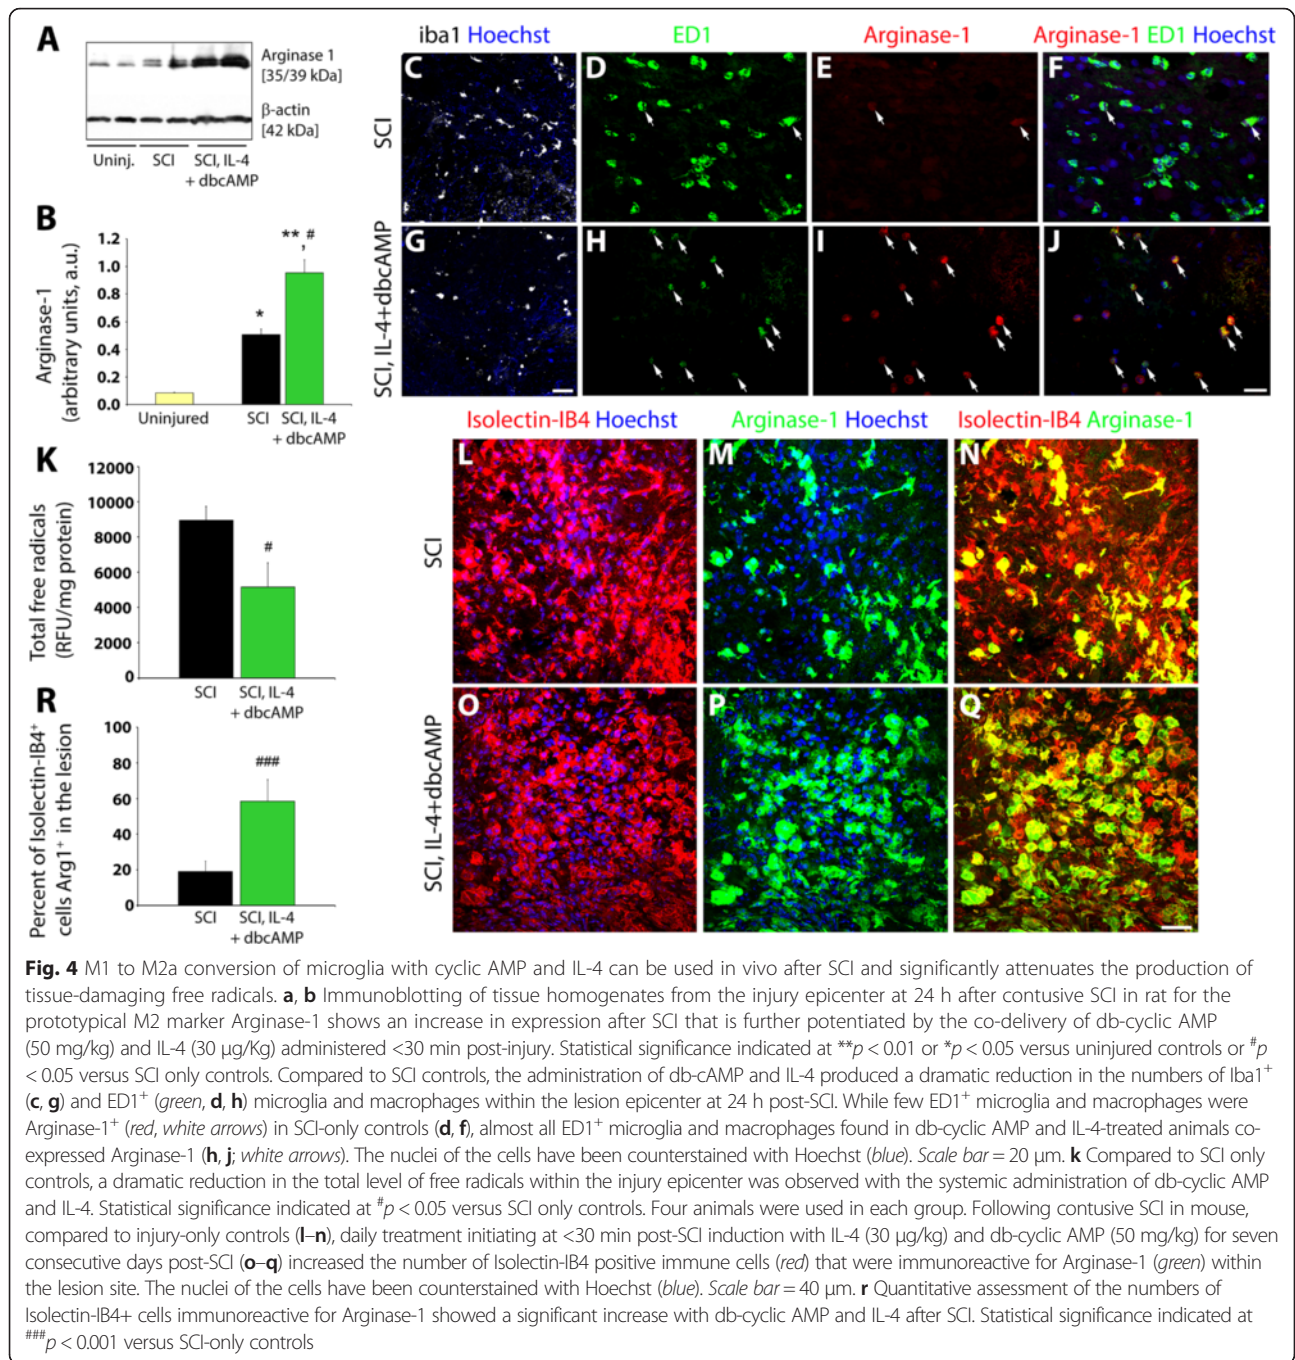 A
Arginase 1
[35/39 kDa]
β-actin
[42 kDa]
Uninj. SCI SCI, IL-4
+ dbcAMP
B
Arginase-1
(arbitrary units, a.u.)
1.2
1.0
0.8
0.6
0.4
0.2
0.0
*
**, #
Uninjured SCI SCI, IL-4
+ dbcAMP
iba1 Hoechst ED1 Arginase-1 Arginase-1 ED1 Hoechst
SCI
C D E F
SCI, IL-4+dbcAMP
G H I J
K
Total free radicals
(RFU/mg protein)
12000
10000
8000
6000
4000
2000
0
#
SCI SCI, IL-4
+ dbcAMP
R
Percent of Isolectin-IB4+
cells Arg1+ in the lesion
100
80
60
40
20
0
###
SCI SCI, IL-4
+ dbcAMP
Isolectin-IB4 Hoechst Arginase-1 Hoechst Isolectin-IB4 Arginase-1
SCI
L M N
SCI, IL-4+dbcAMP
O P Q
Fig. 4 M1 to M2a conversion of microglia with cyclic AMP and IL-4 can be used in vivo after SCI and significantly attenuates the production of
tissue-damaging free radicals. a, b Immunoblotting of tissue homogenates from the injury epicenter at 24 h after contusive SCI in rat for the
prototypical M2 marker Arginase-1 shows an increase in expression after SCI that is further potentiated by the co-delivery of db-cyclic AMP
(50 mg/kg) and IL-4 (30 μg/Kg) administered <30 min post-injury. Statistical significance indicated at **p < 0.01 or *p < 0.05 versus uninjured controls or #p
< 0.05 versus SCI only controls. Compared to SCI controls, the administration of db-cAMP and IL-4 produced a dramatic reduction in the numbers of Iba1+
(c, g) and ED1+ (green, d, h) microglia and macrophages within the lesion epicenter at 24 h post-SCI. While few ED1+ microglia and macrophages were
Arginase-1+ (red, white arrows) in SCI-only controls (d, f), almost all ED1+ microglia and macrophages found in db-cyclic AMP and IL-4-treated animals co-
expressed Arginase-1 (h, j; white arrows). The nuclei of the cells have been counterstained with Hoechst (blue). Scale bar = 20 μm. k Compared to SCI only
controls, a dramatic reduction in the total level of free radicals within the injury epicenter was observed with the systemic administration of db-cyclic AMP
and IL-4. Statistical significance indicated at #p < 0.05 versus SCI only controls. Four animals were used in each group. Following contusive SCI in mouse,
compared to injury-only controls (l–n), daily treatment initiating at <30 min post-SCI induction with IL-4 (30 μg/kg) and db-cyclic AMP (50 mg/kg) for seven
consecutive days post-SCI (o–q) increased the number of Isolectin-IB4 positive immune cells (red) that were immunoreactive for Arginase-1 (green) within
the lesion site. The nuclei of the cells have been counterstained with Hoechst (blue). Scale bar = 40 μm. r Quantitative assessment of the numbers of
Isolectin-IB4+ cells immunoreactive for Arginase-1 showed a significant increase with db-cyclic AMP and IL-4 after SCI. Statistical significance indicated at
###p < 0.001 versus SCI-only controls